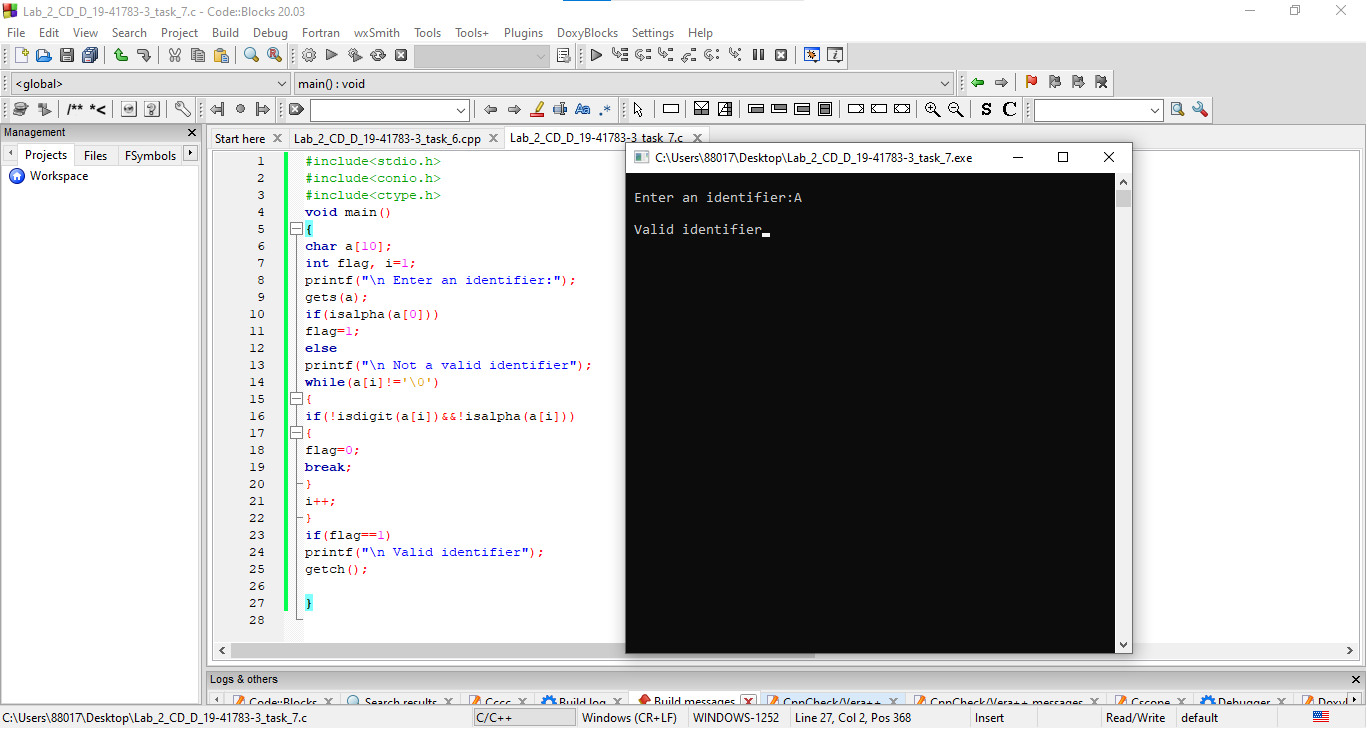 Lab_2_CD_D_19-41783-3_task_7.c - Code::Blocks 20.03
File Edit View Search Project Build Debug Fortran wxSmith Tools Tools+ Plugins DoxyBlocks Settings Help
<global> main() : void
/** *<
Aa .*
S C
Management
Projects Files FSymbols
Workspace
Start here Lab_2_CD_D_19-41783-3_task_6.cpp Lab_2_CD_D_19-41783-3_task_7.c
1 #include<stdio.h>
2 #include<conio.h>
3 #include<ctype.h>
4 void main()
5 {
6 char a[10];
7 int flag, i=1;
8 printf("\n Enter an identifier:");
9 gets(a);
10 if(isalpha(a[0]))
11 flag=1;
12 else
13 printf("\n Not a valid identifier");
14 while(a[i]!='\0')
15 {
16 if(!isdigit(a[i])&&!isalpha(a[i]))
17 {
18 flag=0;
19 break;
20 }
21 i++;
22 }
23 if(flag==1)
24 printf("\n Valid identifier");
25 getch();
26
27 }
28
C:\Users\88017\Desktop\Lab_2_CD_D_19-41783-3_task_7.exe
Enter an identifier:A
Valid identifier
Logs & others
Code::Blocks Search results Cccc Build log Build messages CppCheck/Vera++ CppCheck/Vera++ messages Cscope Debugger DoxyBl
C:\Users\88017\Desktop\Lab_2_CD_D_19-41783-3_task_7.c C/C++ Windows (CR+LF) WINDOWS-1252 Line 27, Col 2, Pos 368 Insert Read/Write default